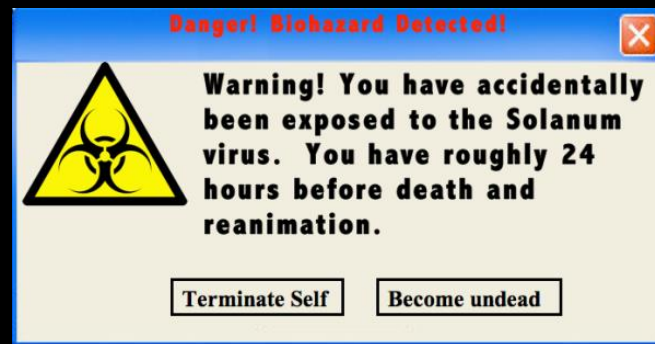 Danger! Biohazard Detected!
Warning! You have accidentally
been exposed to the Solanum
virus. You have roughly 24
hours before death and
reanimation.
Terminate Self
Become undead